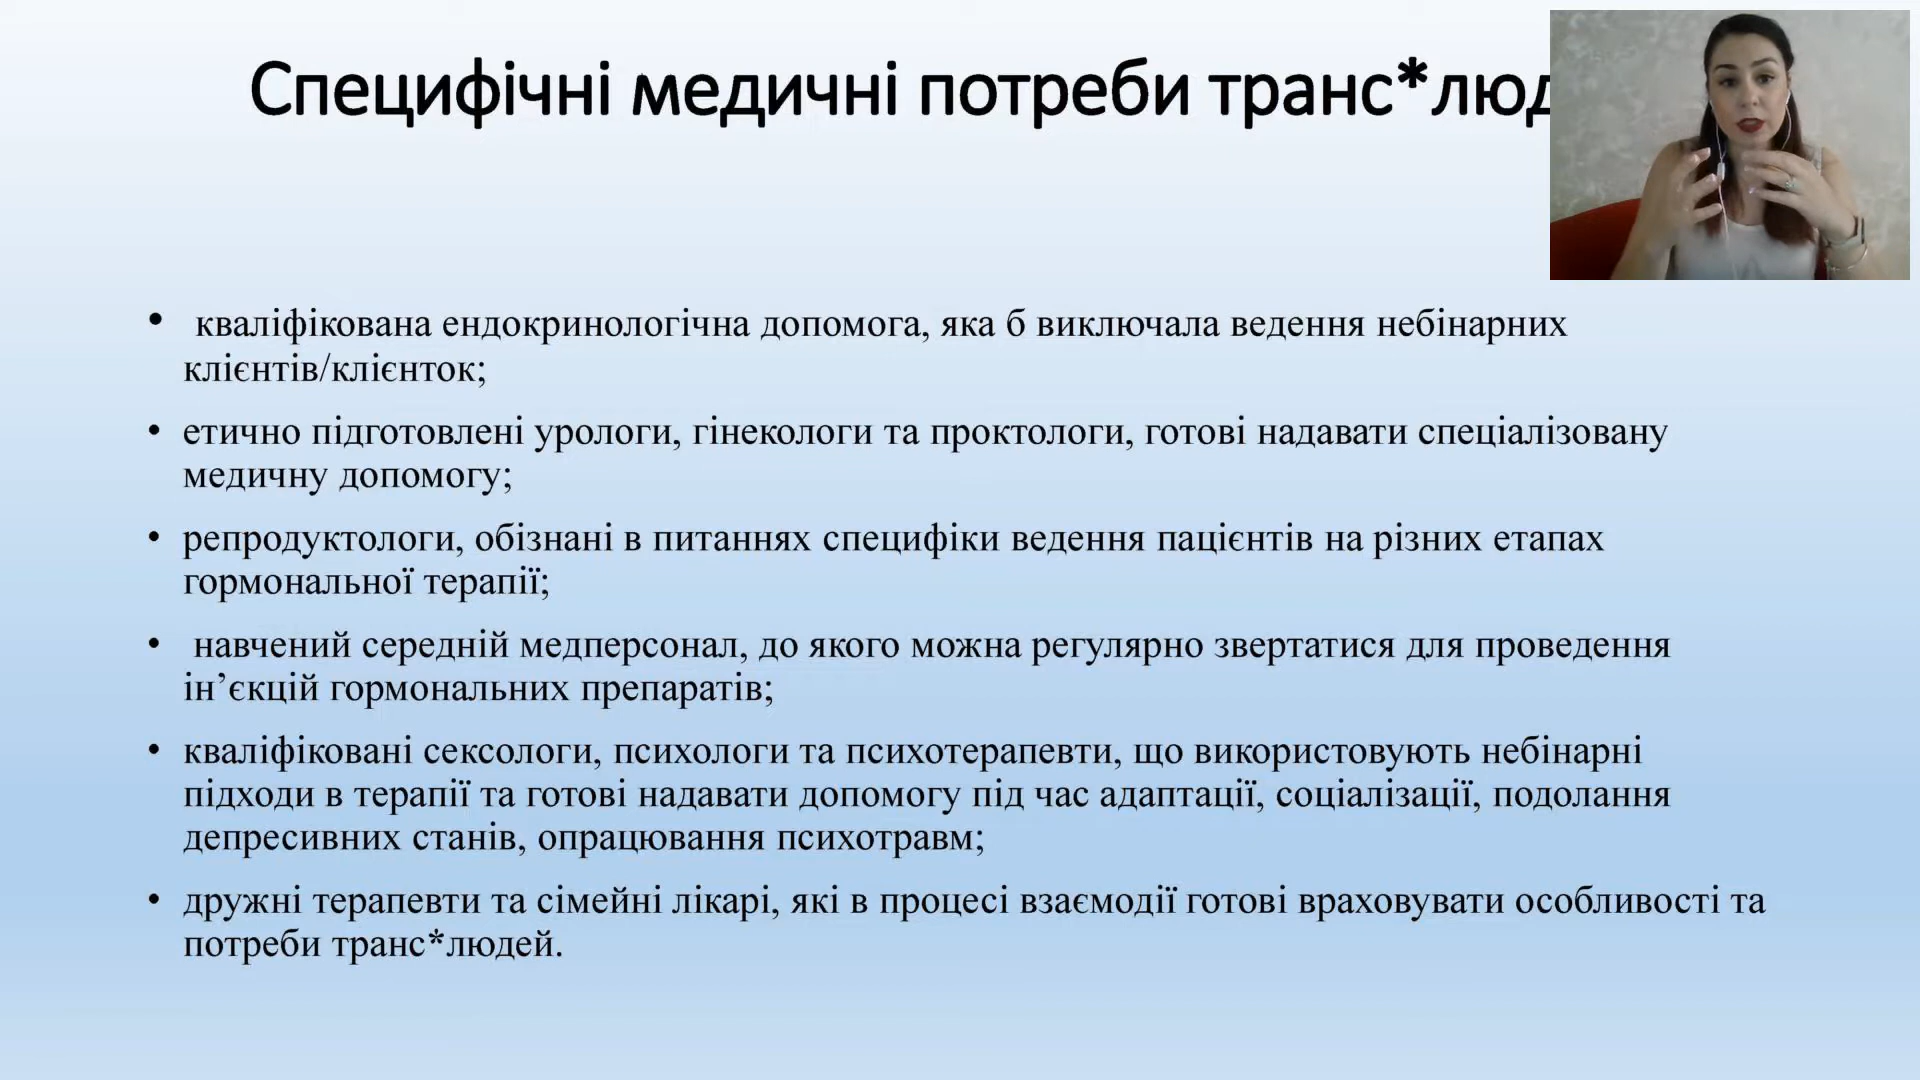 Специфічні медичні потреби транс*люд
• кваліфікована ендокринологічна допомога, яка б виключала ведення небінарних
клієнтів/клієнток;
• етично підготовлені урологи, гінекологи та проктологи, готові надавати спеціалізовану
медичну допомогу;
• репродуктологи, обізнані в питаннях специфіки ведення пацієнтів на різних етапах
гормональної терапії;
• навчений середній медперсонал, до якого можна регулярно звертатися для проведення
ін’єкцій гормональних препаратів;
• кваліфіковані сексологи, психологи та психотерапевти, що використовують небінарні
підходи в терапії та готові надавати допомогу під час адаптації, соціалізації, подолання
депресивних станів, опрацювання психотравм;
• дружні терапевти та сімейні лікарі, які в процесі взаємодії готові враховувати особливості та
потреби транс*людей.